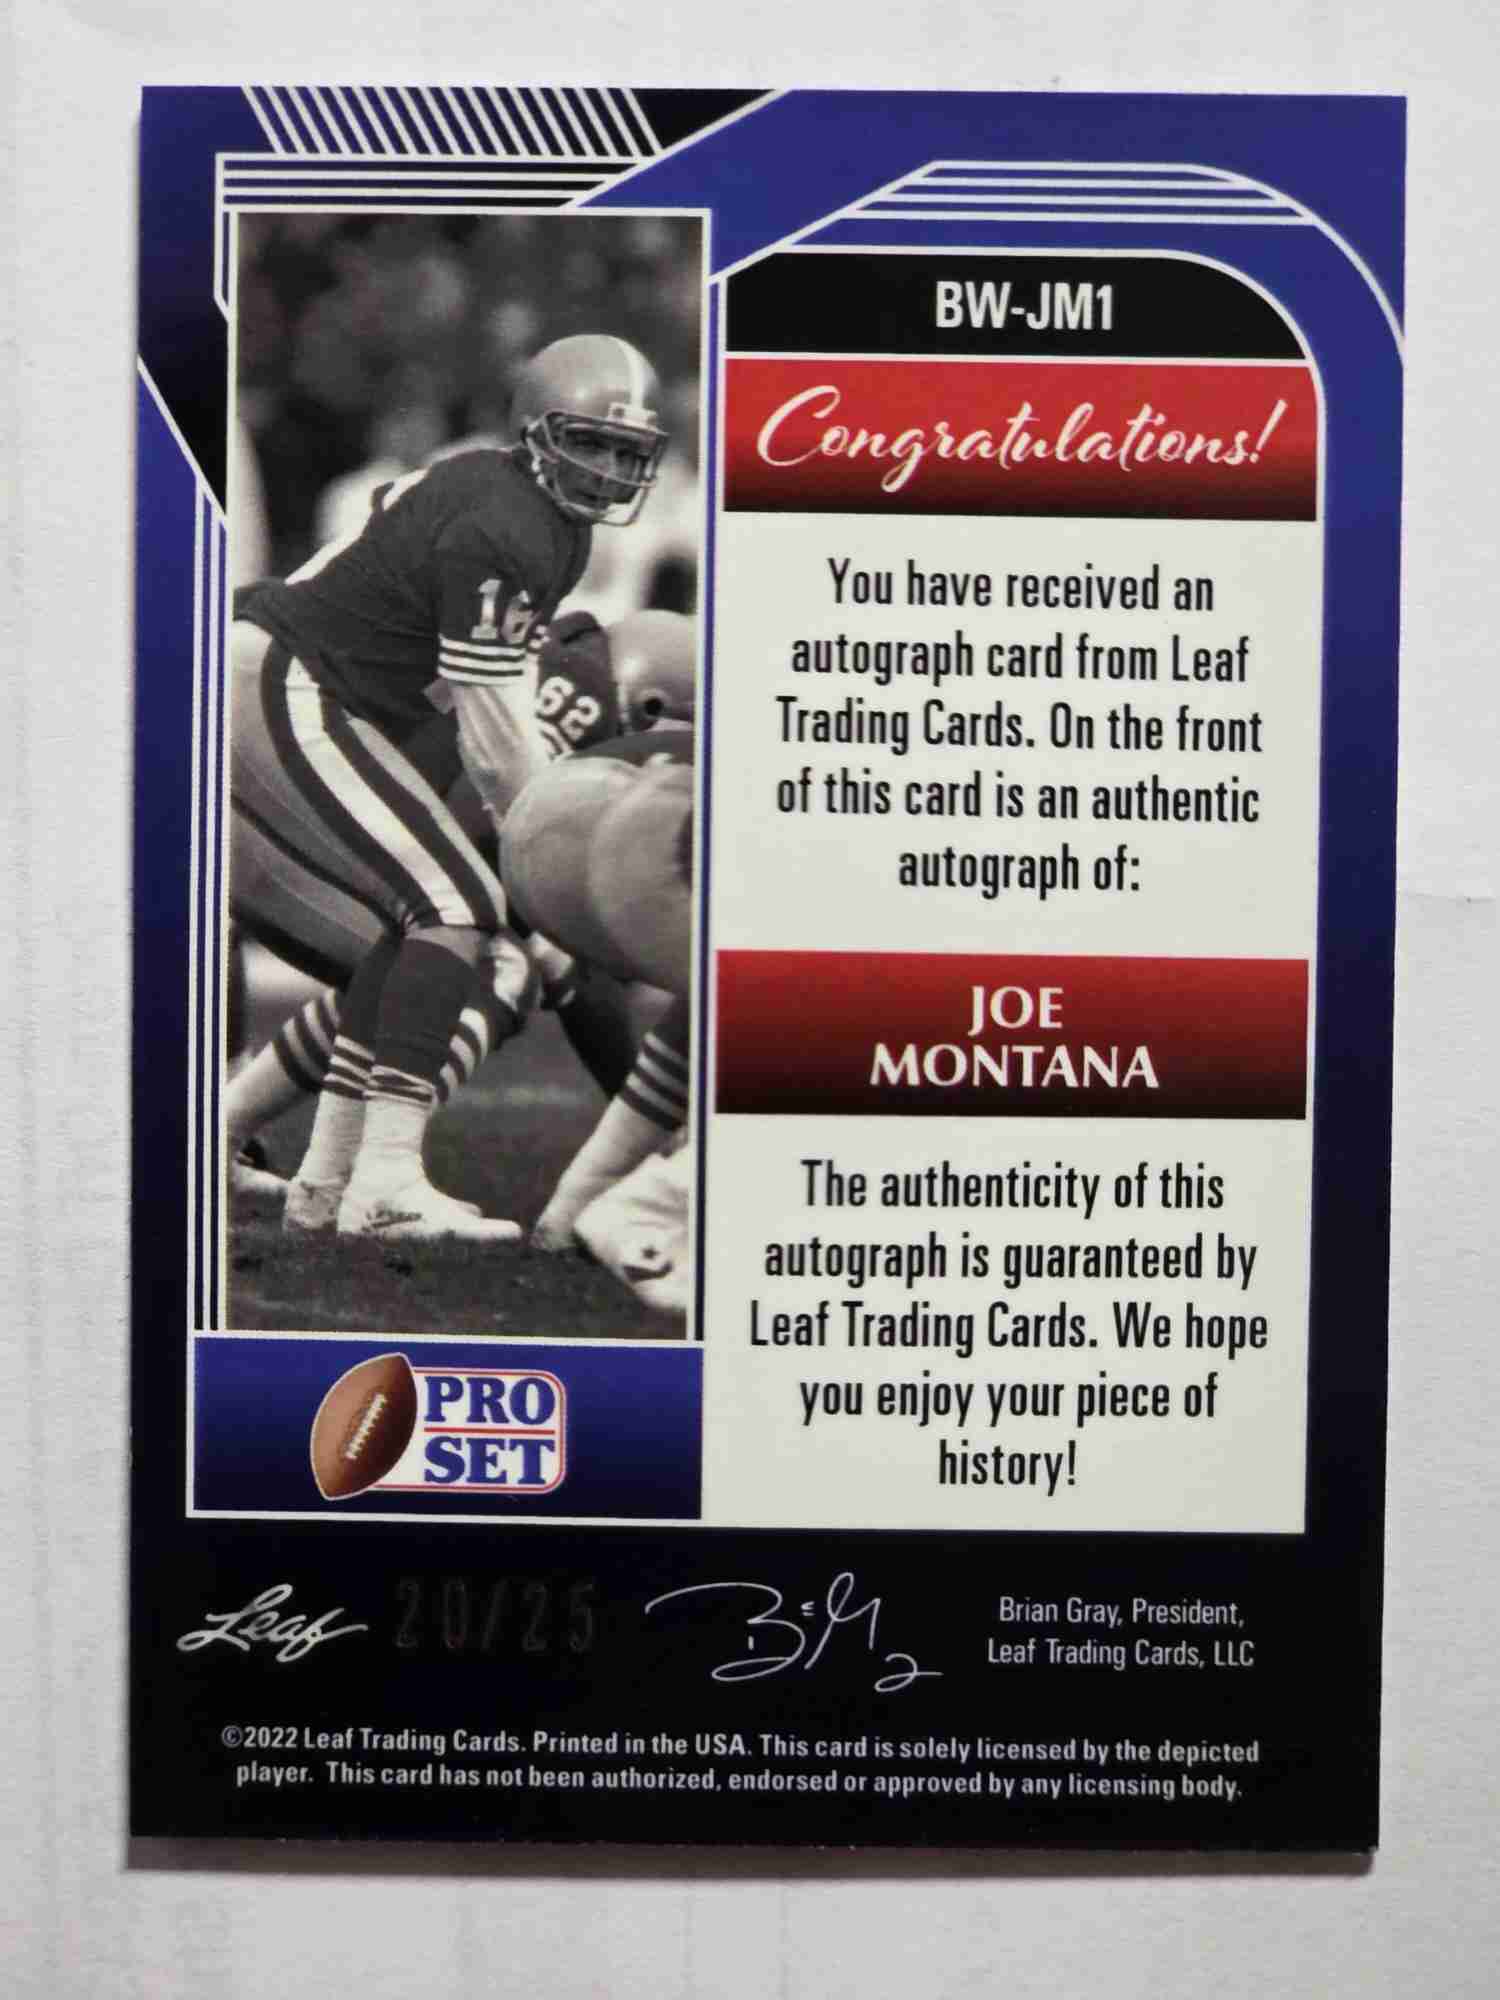 BW-JM1
Congratulations!
You have received an
autograph card from Leaf
Trading Cards. On the front
of this card is an authentic
autograph of:
JOE
MONTANA
The authenticity of this
autograph is guaranteed by
Leaf Trading Cards. We hope
you enjoy your piece of
history!
16
62
PRO
SET
Leaf
20/25
Brian Gray, President,
Leaf Trading Cards, LLC
©2022 Leaf Trading Cards. Printed in the USA. This card is solely licensed by the depicted
player. This card has not been authorized, endorsed or approved by any licensing body.